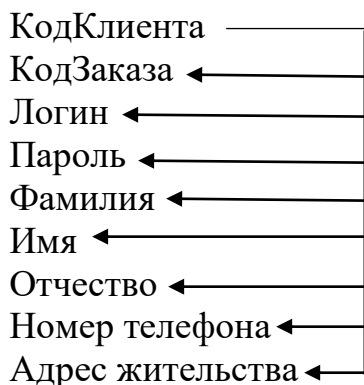 КодКлиента
КодЗаказа
Логин
Пароль
Фамилия
Имя
Отчество
Номер телефона
Адрес жительства